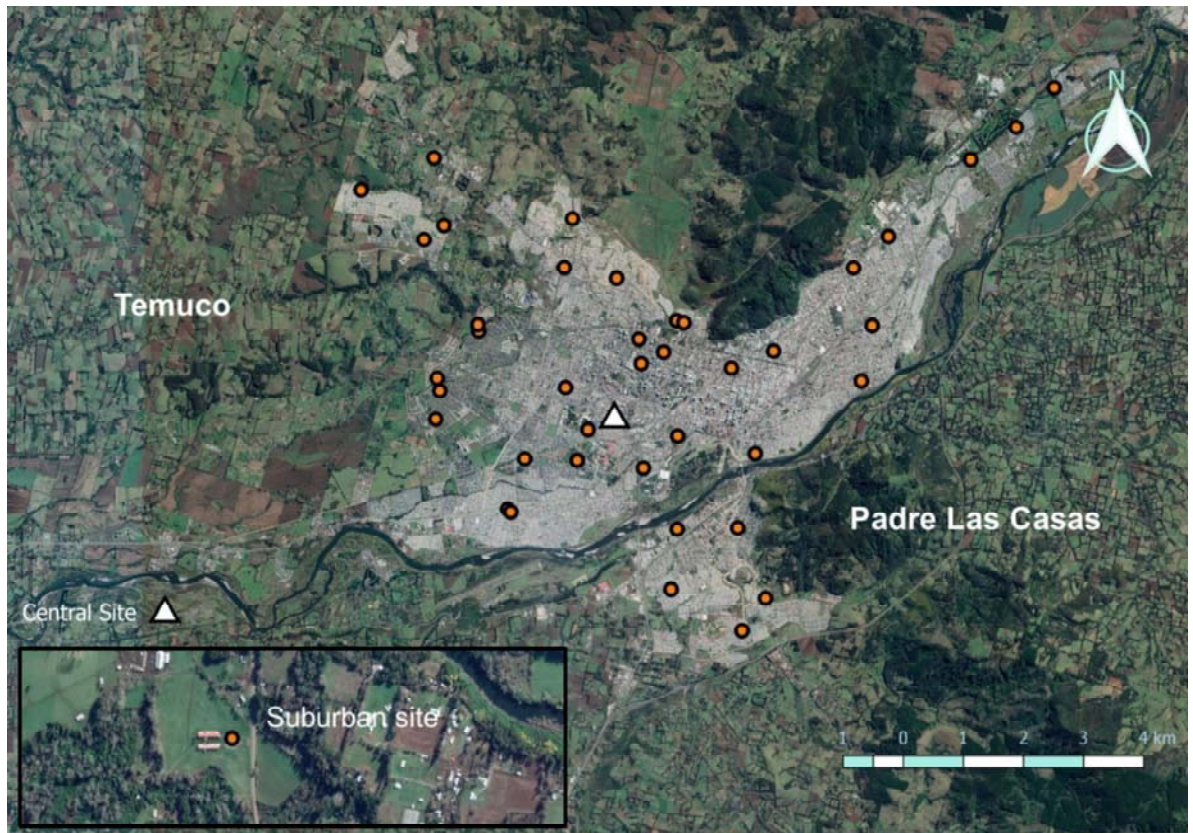 N
Temuco
Padre Las Casas
Central Site
Suburban site
1 0 1 2 3 4 km